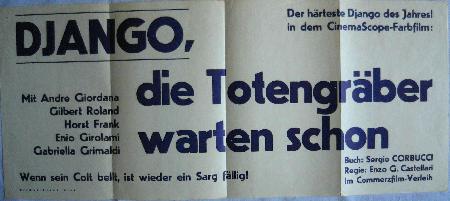 DJANGO,
Der härteste Django des Jahres!
in dem CinemaScope-Farbfilm:
die Totengräber
warten schon
Mit Andre Giordana
Gilbert Roland
Horst Frank
Enio Girolami
Gabriella Grimaldi
Buch: Sergio CORBUCCI
Regie: Enzo G. Castellari
Im Commerzfilm-Verleih
Wenn sein Colt bellt, ist wieder ein Sarg fällig!